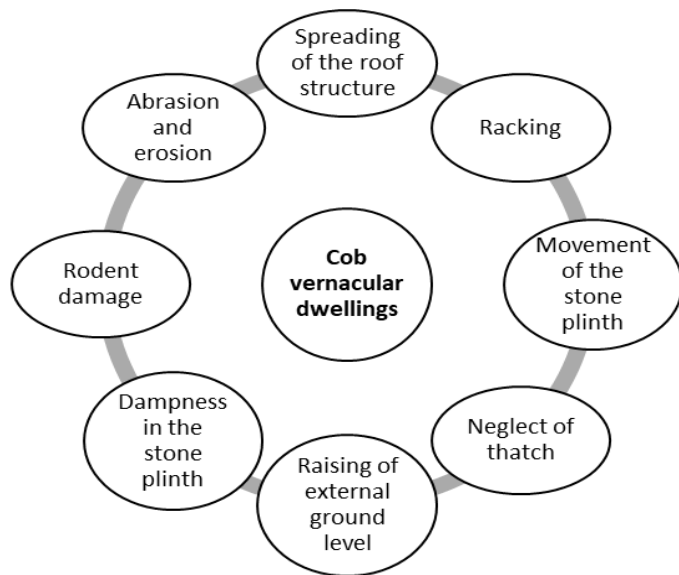 Spreading
of the roof
structure
Racking
Movement
of the
stone
plinth
Neglect of
thatch
Raising of
external
ground
level
Dampness
in the
stone
plinth
Rodent
damage
Abrasion
and
erosion
Cob
vernacular
dwellings